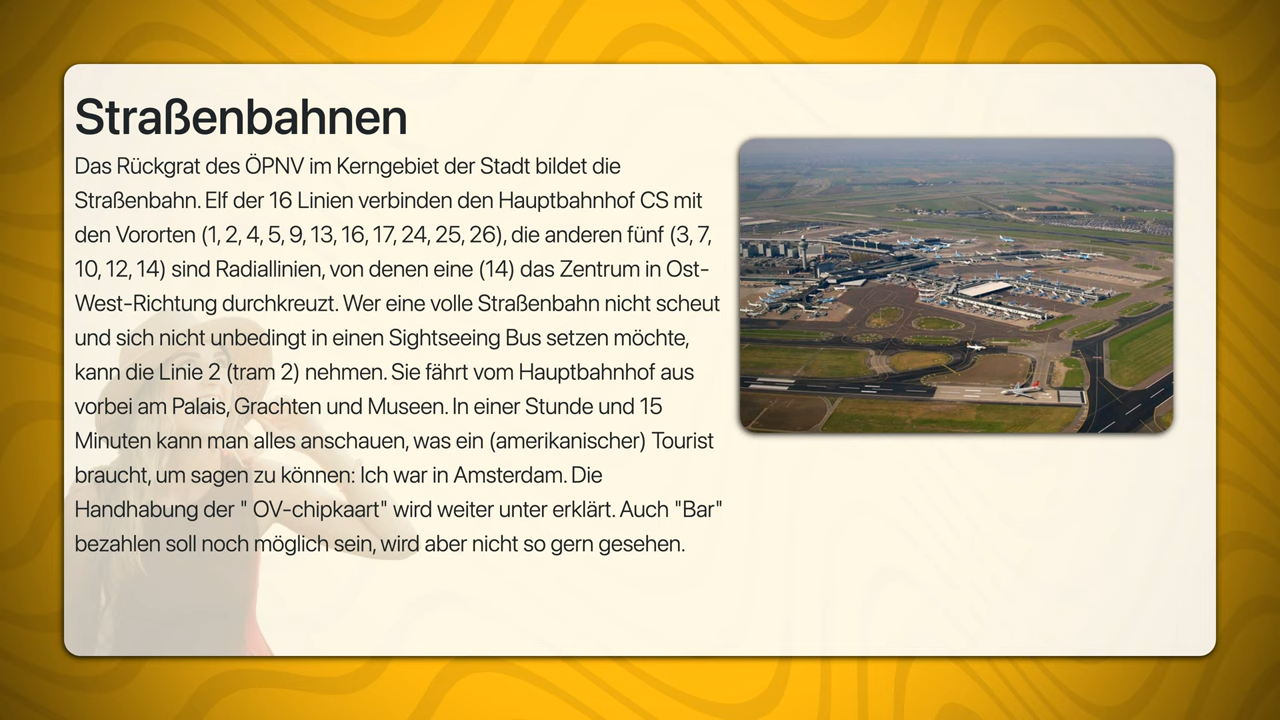 Straßenbahnen
Das Rückgrat des ÖPNV im Kerngebiet der Stadt bildet die
Straßenbahn. Elf der 16 Linien verbinden den Hauptbahnhof CS mit
den Vororten (1, 2, 4, 5, 9, 13, 16, 17, 24, 25, 26), die anderen fünf (3, 7,
10, 12, 14) sind Radiallinien, von denen eine (14) das Zentrum in Ost-
West-Richtung durchkreuzt. Wer eine volle Straßenbahn nicht scheut
und sich nicht unbedingt in einen Sightseeing Bus setzen möchte,
kann die Linie 2 (tram 2) nehmen. Sie fährt vom Hauptbahnhof aus
vorbei am Palais, Grachten und Museen. In einer Stunde und 15
Minuten kann man alles anschauen, was ein (amerikanischer) Tourist
braucht, um sagen zu können: Ich war in Amsterdam. Die
Handhabung der " OV-chipkaart" wird weiter unter erklärt. Auch "Bar"
bezahlen soll noch möglich sein, wird aber nicht so gern gesehen.